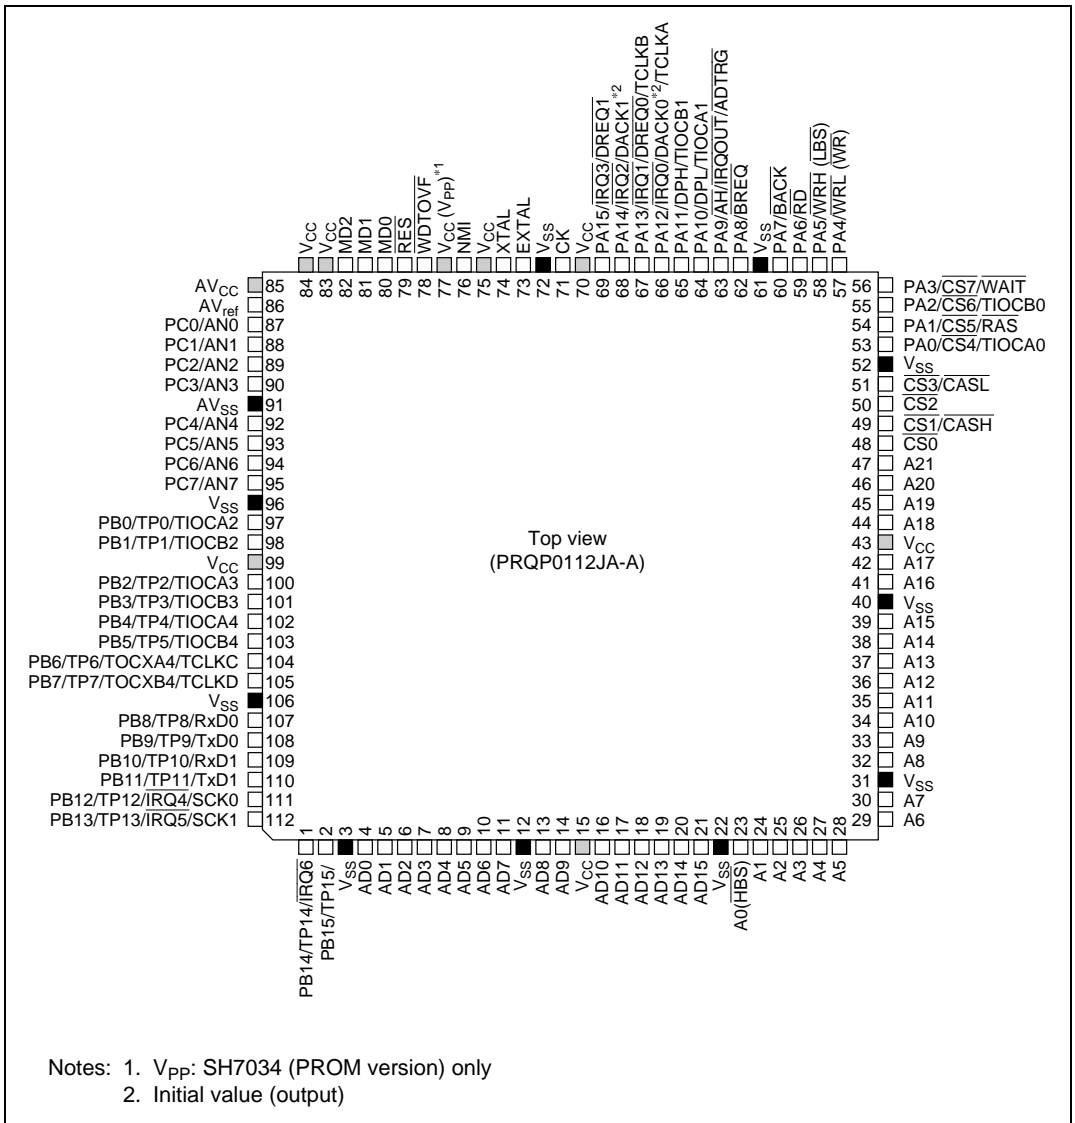 84 VCC
83 VCC
82 MD2
81 MD1
80 MD0
79 RES
78 WDTOVF
77 VCC (VPP)*1
76 NMI
75 VCC
74 XTAL
73 EXTAL
72 VSS
71 CK
70 VCC
69 PA15/IRQ3/DREQ1
68 PA14/IRQ2/DACK1*2
67 PA13/IRQ1/DREQ0/TCLKB
66 PA12/IRQ0/DACK0*2/TCLKA
65 PA11/DPH/TIOCB1
64 PA10/DPL/TIOCA1
63 PA9/AH/IRQOUT/ADTRG
62 PA8/BREQ
61 VSS
60 PA7/BACK
59 PA6/RD
58 PA5/WRH (LBS)
57 PA4/WRL (WR)
AVCC 85
AVref 86
PC0/AN0 87
PC1/AN1 88
PC2/AN2 89
PC3/AN3 90
AVSS 91
PC4/AN4 92
PC5/AN5 93
PC6/AN6 94
PC7/AN7 95
VSS 96
PB0/TP0/TIOCA2 97
PB1/TP1/TIOCB2 98
VCC 99
PB2/TP2/TIOCA3 100
PB3/TP3/TIOCB3 101
PB4/TP4/TIOCA4 102
PB5/TP5/TIOCB4 103
PB6/TP6/TOCXA4/TCLKC 104
PB7/TP7/TOCXB4/TCLKD 105
VSS 106
PB8/TP8/RxD0 107
PB9/TP9/TxD0 108
PB10/TP10/RxD1 109
PB11/TP11/TxD1 110
PB12/TP12/IRQ4/SCK0 111
PB13/TP13/IRQ5/SCK1 112
Top view
(PRQP0112JA-A)
56 PA3/CS7/WAIT
55 PA2/CS6/TIOCB0
54 PA1/CS5/RAS
53 PA0/CS4/TIOCA0
52 VSS
51 CS3/CASL
50 CS2
49 CS1/CASH
48 CS0
47 A21
46 A20
45 A19
44 A18
43 VCC
42 A17
41 A16
40 VSS
39 A15
38 A14
37 A13
36 A12
35 A11
34 A10
33 A9
32 A8
31 VSS
30 A7
29 A6
1 PB14/TP14/IRQ6
2 PB15/TP15/
3 VSS
4 AD0
5 AD1
6 AD2
7 AD3
8 AD4
9 AD5
10 AD6
11 AD7
12 VSS
13 AD8
14 AD9
15 VCC
16 AD10
17 AD11
18 AD12
19 AD13
20 AD14
21 AD15
22 VSS
23 A0(HBS)
24 A1
25 A2
26 A3
27 A4
28 A5
Notes: 1. VPP: SH7034 (PROM version) only
2. Initial value (output)